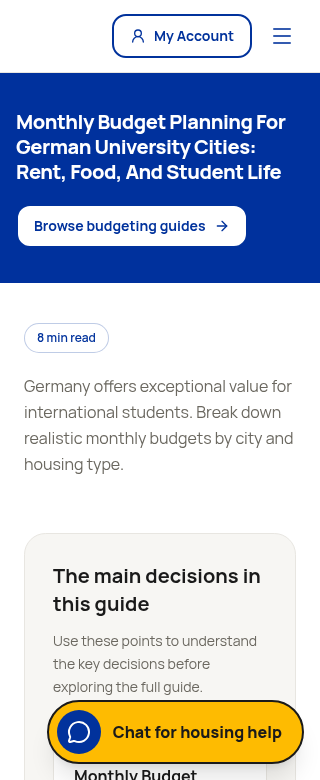 My Account
Monthly Budget Planning For
German University Cities:
Rent, Food, And Student Life
Browse budgeting guides
8 min read
Germany offers exceptional value for
international students. Break down
realistic monthly budgets by city and
housing type.
The main decisions in
this guide
Use these points to understand
the key decisions before
exploring the full guide.
Chat for housing help
Monthly Budget